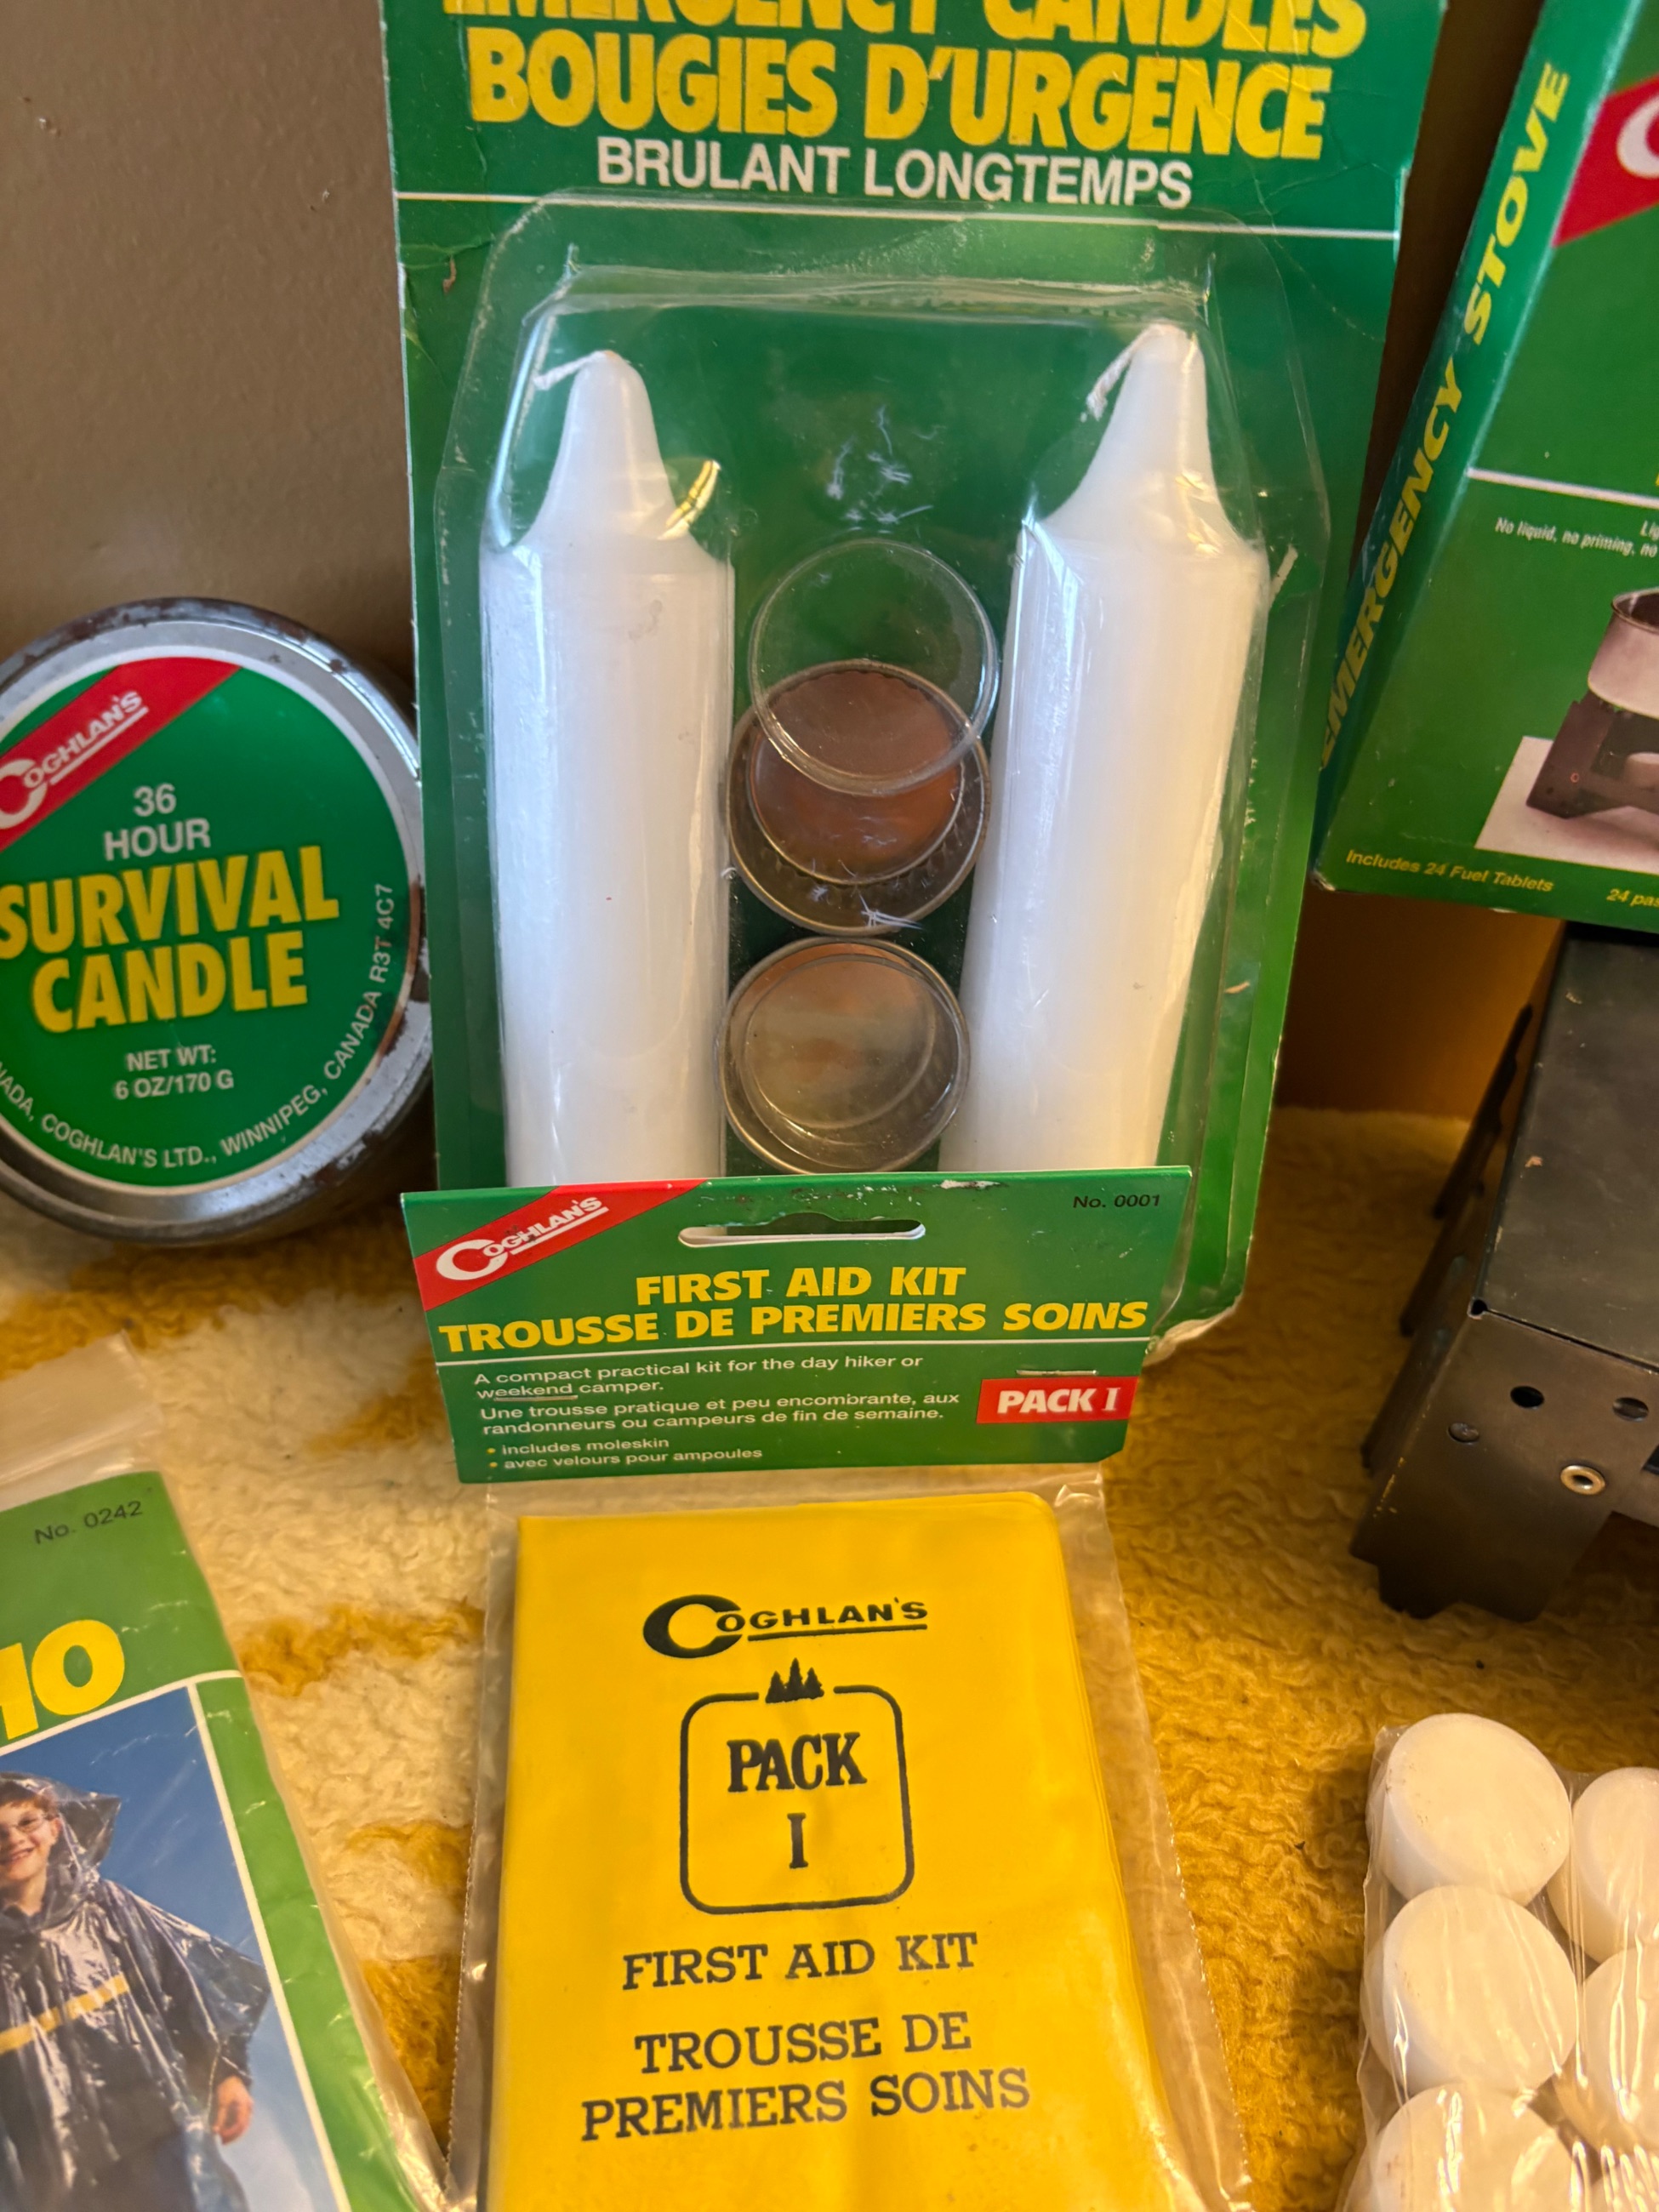 EMERGENCY CANDLES
BOUGIES D'URGENCE
BRULANT LONGTEMPS
COGHLAN'S
36
HOUR
SURVIVAL
CANDLE
NET WT:
6 OZ/170 G
COGHLAN'S LTD., WINNIPEG, CANADA R3T 4C7
EMERGENCY STOVE
No liquid, no priming, no
Includes 24 Fuel Tablets
24
COGHLAN'S
No. 0001
FIRST AID KIT
TROUSSE DE PREMIERS SOINS
A compact practical kit for the day hiker or
weekend camper.
Une trousse pratique et peu encombrante, aux
randonneurs ou campeurs de fin de semaine.
• includes moleskin
• avec velours pour ampoules
PACK I
No. 0242
COGHLAN'S
PACK
I
FIRST AID KIT
TROUSSE DE
PREMIERS SOINS